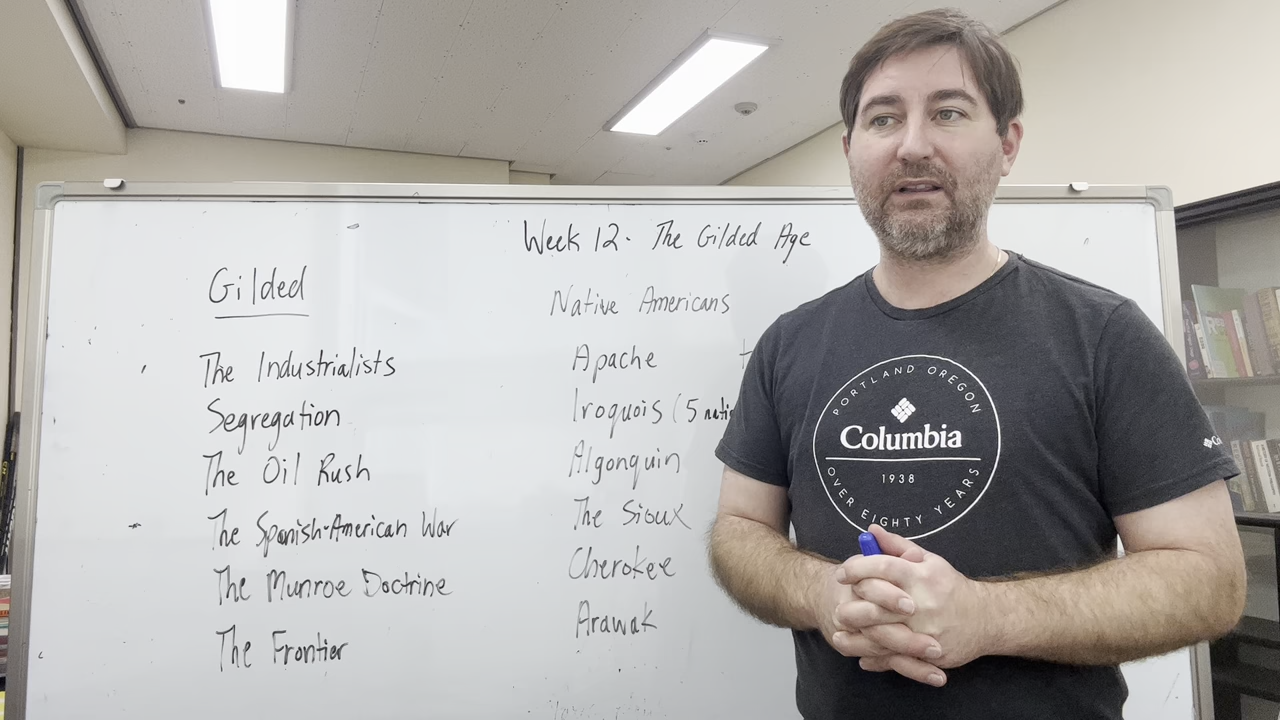 Week 12. The Gilded Age
Gilded
The Industrialists
Segregation
The Oil Rush
The Spanish-American War
The Munroe Doctrine
The Frontier
Native Americans
Apache
Iroquois (5
Algonquin
The Sioux
Cherokee
Arawak
PORTLAND OREGON
Columbia
1938
OVER EIGHTY YEARS